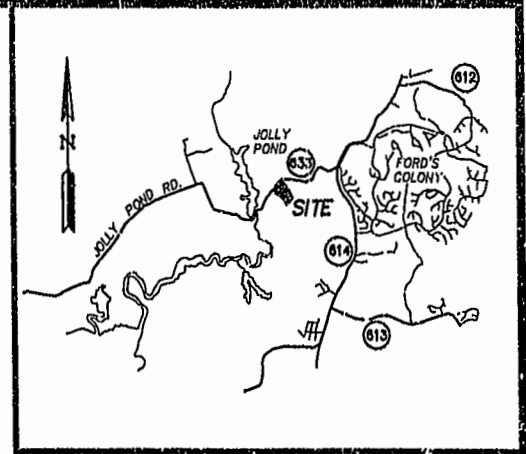 612
JOLLY
POND
633
FORD'S
COLONY
N
SITE
JOLLY POND RD.
614
613